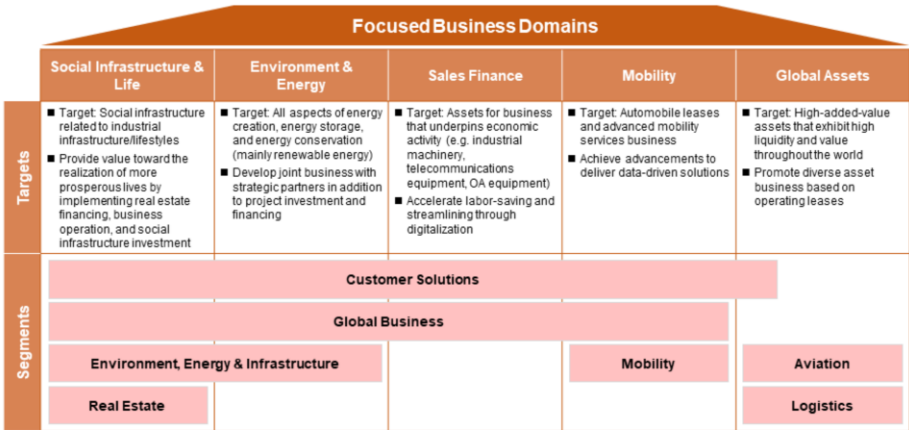 Focused Business Domains
Social Infrastructure &
Life
Environment &
Energy
Sales Finance
Mobility
Global Assets
Targets
■ Target: Social infrastructure
related to industrial
infrastructure/lifestyles
■ Provide value toward the
realization of more
prosperous lives by
implementing real estate
financing, business
operation, and social
infrastructure investment
■ Target: All aspects of energy
creation, energy storage,
and energy conservation
(mainly renewable energy)
■ Develop joint business with
strategic partners in addition
to project investment and
financing
■ Target: Assets for business
that underpins economic
activity (e.g. industrial
machinery,
telecommunications
equipment, OA equipment)
■ Accelerate labor-saving and
streamlining through
digitalization
■ Target: Automobile leases
and advanced mobility
services business
■ Achieve advancements to
deliver data-driven solutions
■ Target: High-added-value
assets that exhibit high
liquidity and value
throughout the world
■ Promote diverse asset
business based on
operating leases
Segments
Customer Solutions
Global Business
Environment, Energy & Infrastructure
Mobility
Aviation
Real Estate
Logistics